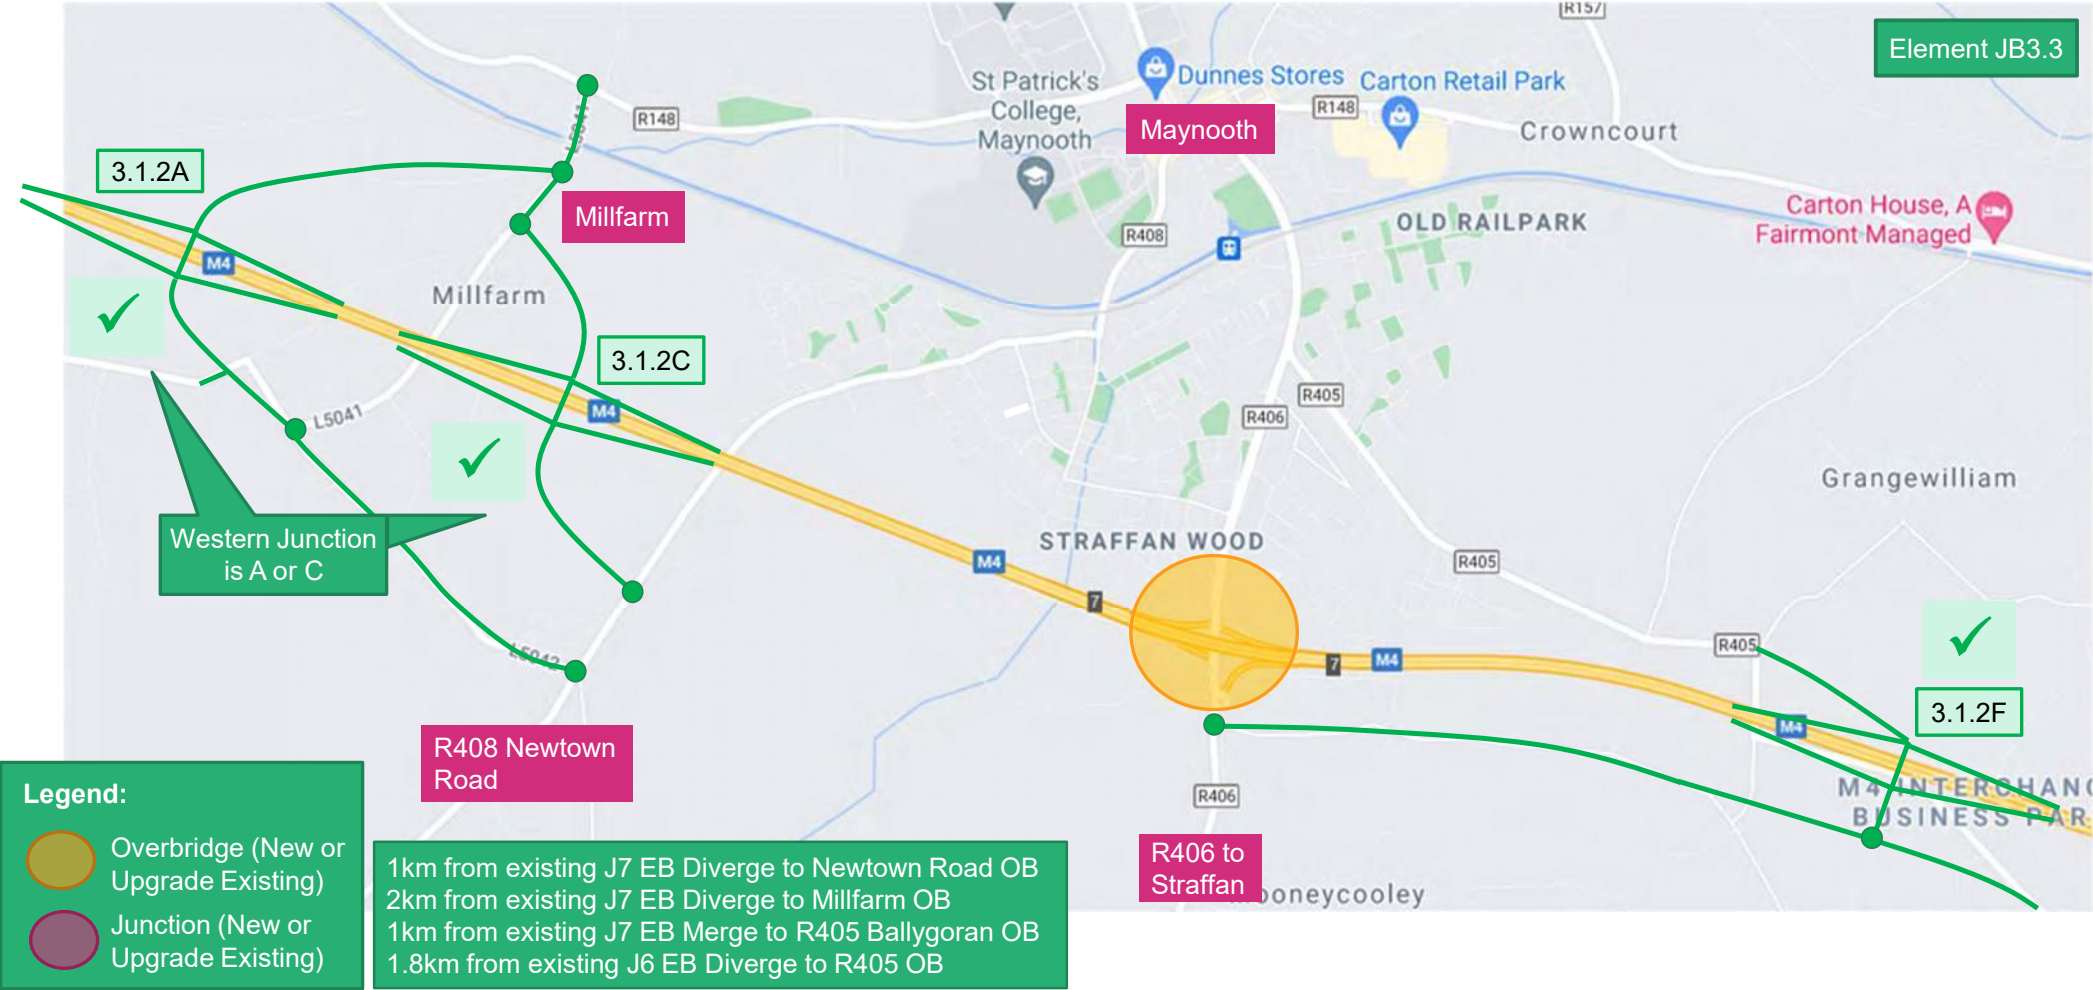 R157
Element JB3.3
St Patrick's
College,
Maynooth
Dunnes Stores
Carton Retail Park
L5041
R148
R148
Maynooth
Crowncourt
3.1.2A
Millfarm
Carton House, A
Fairmont Managed
OLD RAILPARK
R408
M4
Millfarm
3.1.2C
R405
M4
R406
L5041
Grangewilliam
Western Junction
is A or C
STRAFFAN WOOD
M4
R405
7
L5042
7
M4
R405
3.1.2F
M4
R408 Newtown
Road
R406
M4 INTERCHANG
BUSINESS PAR
R406 to
Straffan
ooneycooley
Legend:
Overbridge (New or
Upgrade Existing)
Junction (New or
Upgrade Existing)
1km from existing J7 EB Diverge to Newtown Road OB
2km from existing J7 EB Diverge to Millfarm OB
1km from existing J7 EB Merge to R405 Ballygoran OB
1.8km from existing J6 EB Diverge to R405 OB